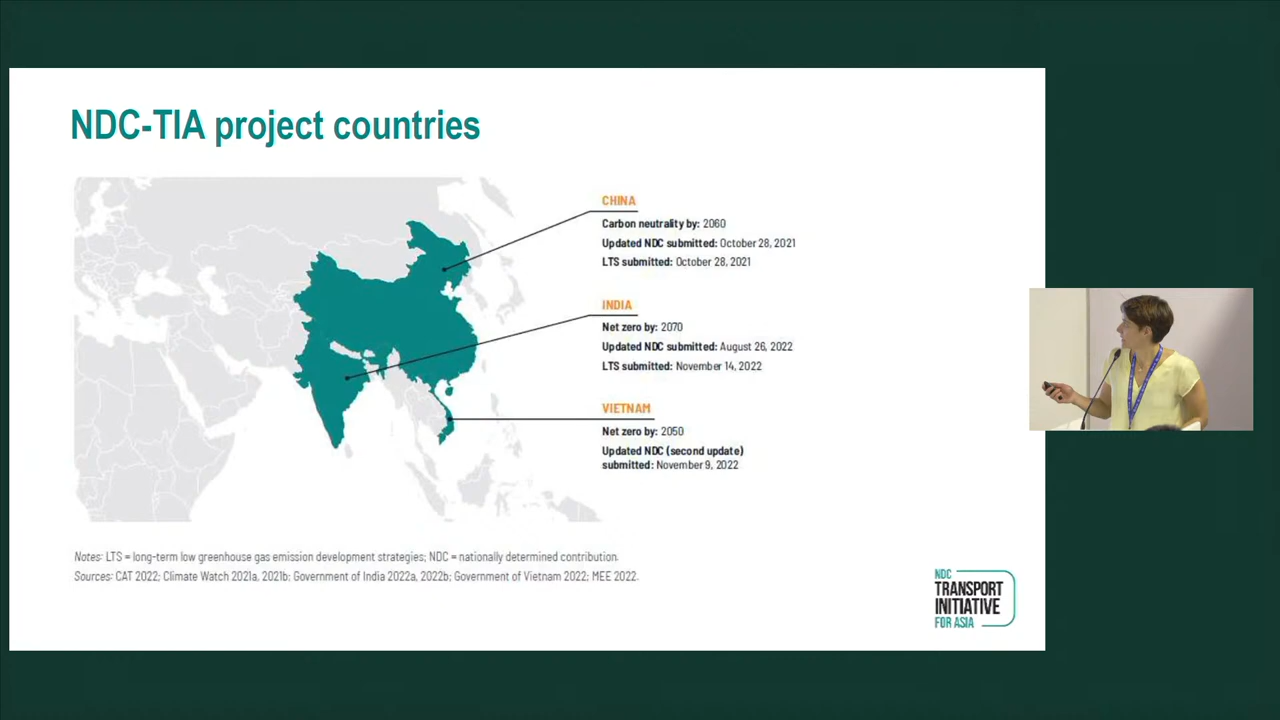 NDC-TIA project countries
CHINA
Carbon neutrality by: 2060
Updated NDC submitted: October 28, 2021
LTS submitted: October 28, 2021
INDIA
Net zero by: 2070
Updated NDC submitted: August 26, 2022
LTS submitted: November 14, 2022
VIETNAM
Net zero by: 2050
Updated NDC (second update)
submitted: November 9, 2022
Notes: LTS = long-term low greenhouse gas emission development strategies; NDC = nationally determined contribution.
Sources: CAT 2022; Climate Watch 2021a, 2021b; Government of India 2022a, 2022b; Government of Vietnam 2022; MEE 2022.
NDC
TRANSPORT
INITIATIVE
FOR ASIA